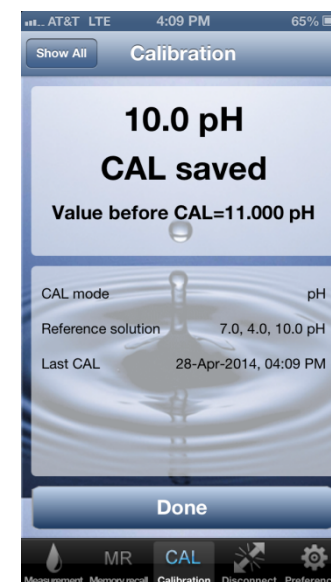 AT&T LTE 4:09 PM 65%
Show All Calibration
10.0 pH
CAL saved
Value before CAL=11.000 pH
CAL mode pH
Reference solution 7.0, 4.0, 10.0 pH
Last CAL 28-Apr-2014, 04:09 PM
Done
MR CAL
Measurement Memory recall Calibration Disconnect Preferenc